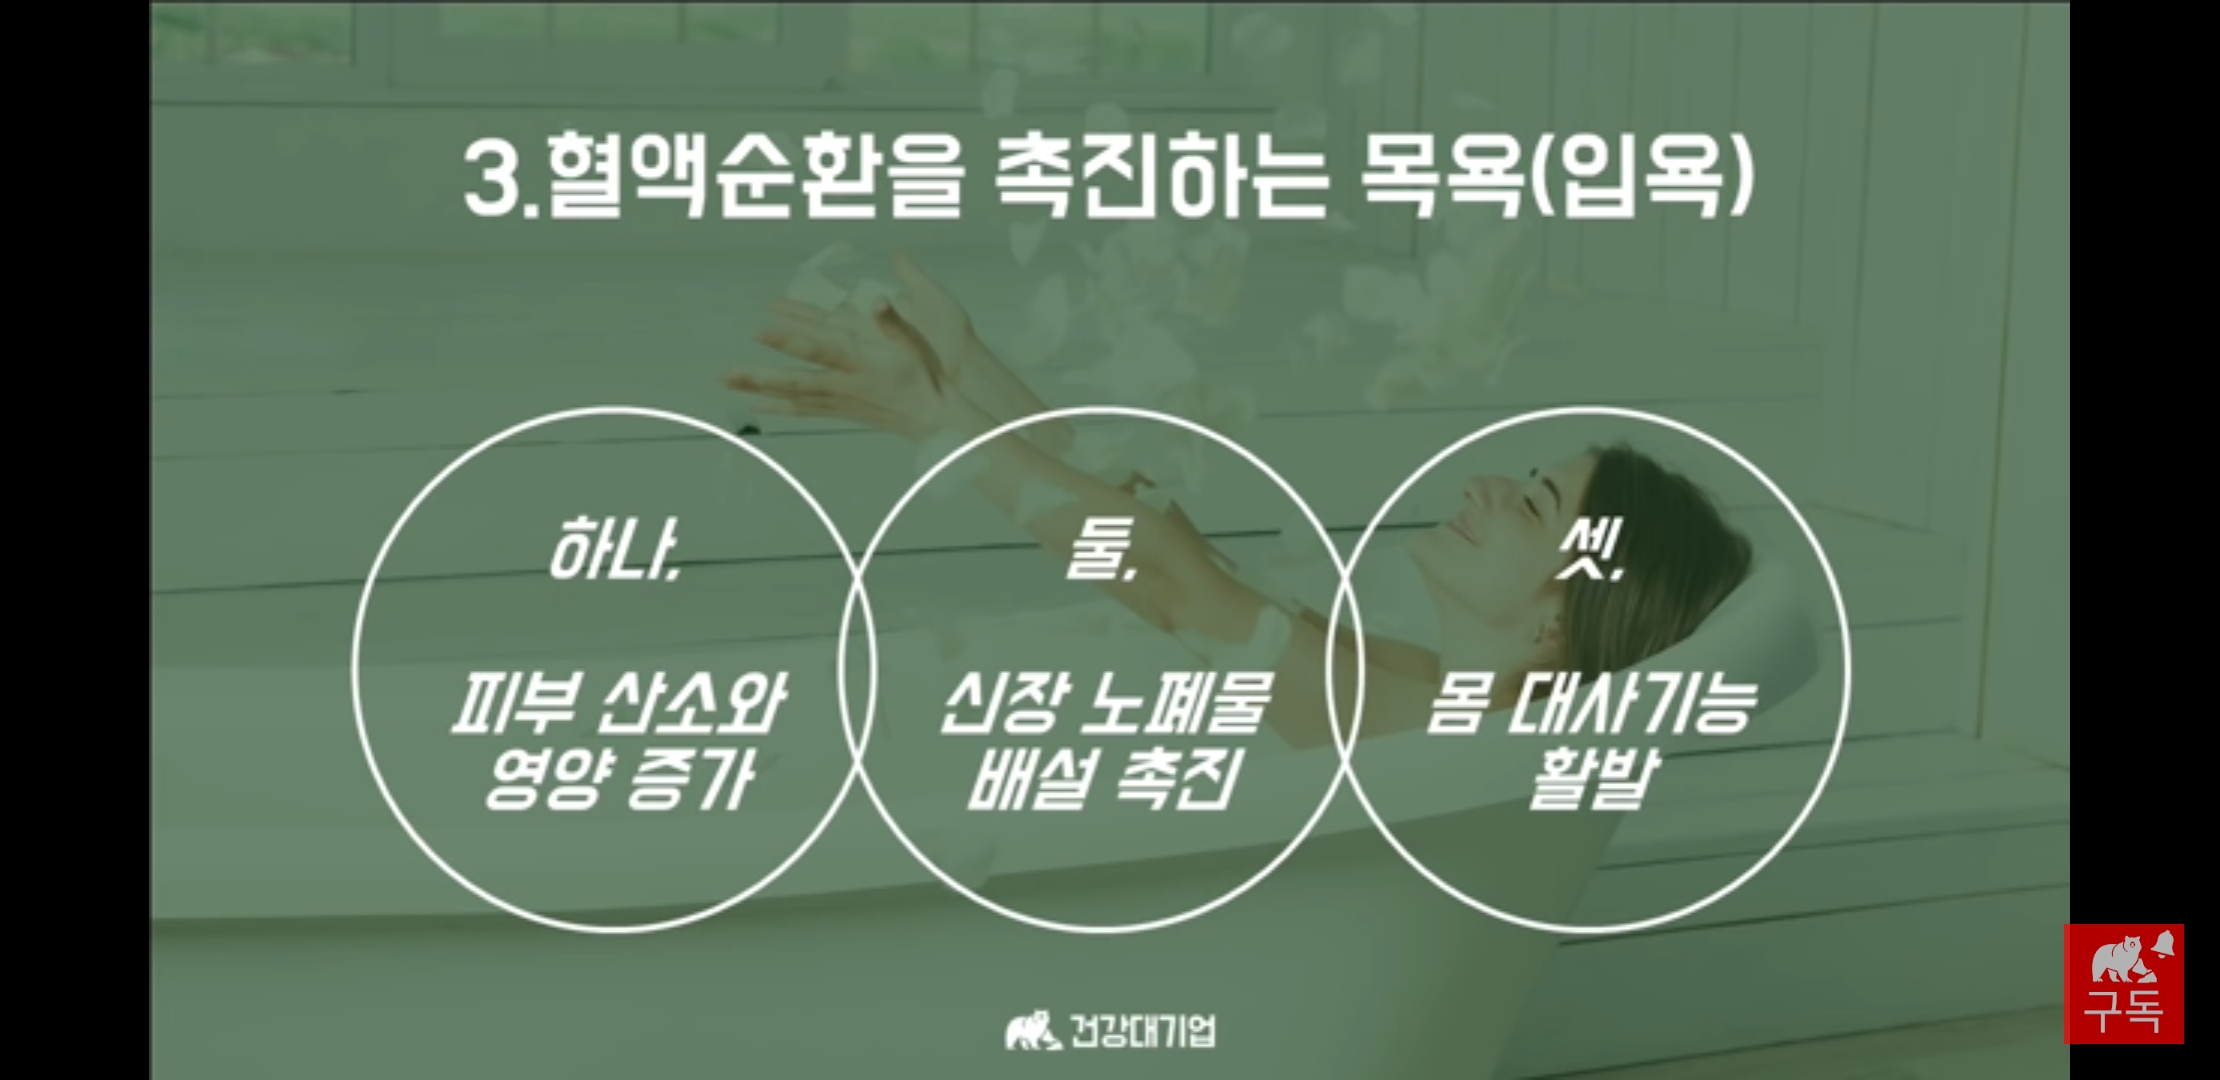 3.혈액순환을 촉진하는 목욕(입욕)
하나.
피부 산소와
영양 증가
둘.
신장 노폐물
배설 촉진
셋.
몸 대사기능
활발
건강대기업
구독